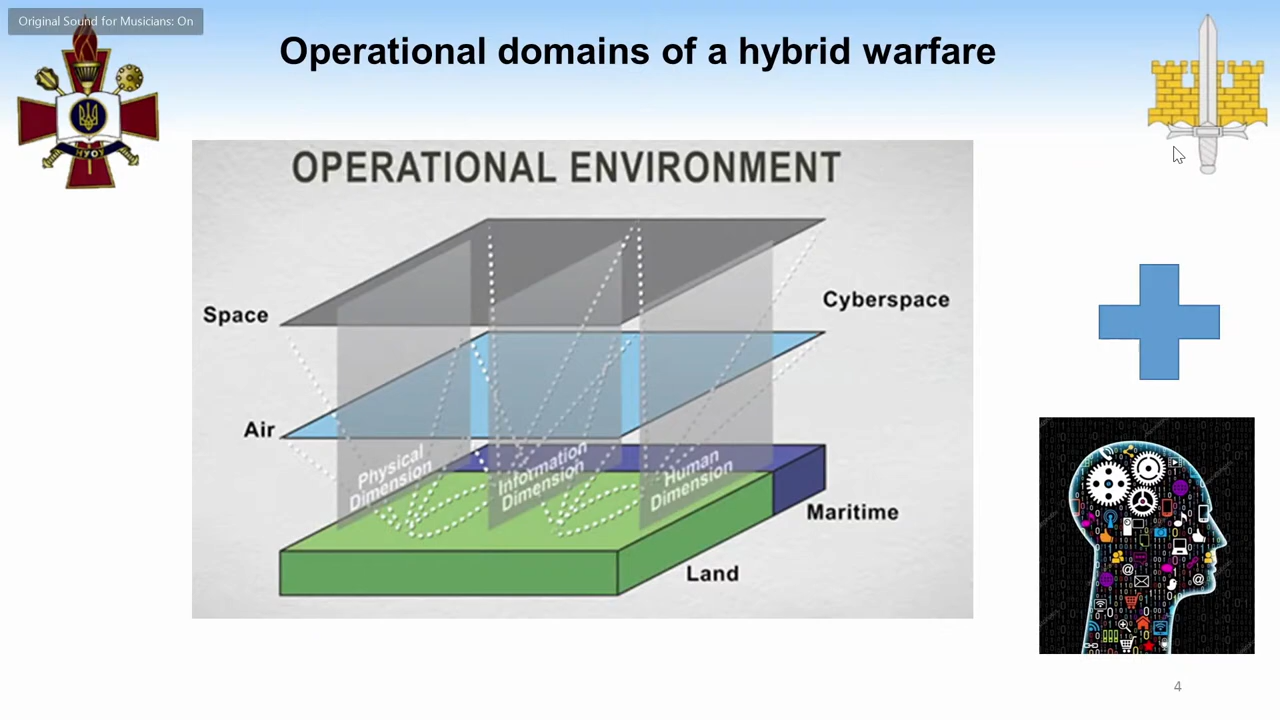 Original Sound for Musicians: On
Operational domains of a hybrid warfare
НУОУ
OPERATIONAL ENVIRONMENT
Space
Cyberspace
Air
Physical
Dimension
Information
Dimension
Human
Dimension
Maritime
Land
4